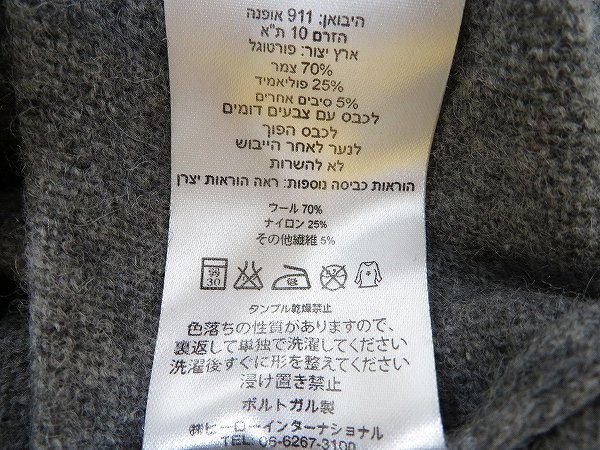 היבואן: 911 אופנה
הזרם 10 ת"א
ארץ יצור: פורטוגל
70% צמר
25% פוליאמיד
5% סיבים אחרים
לכבס עם צבעים דומים
לכבס הפוך
לנער לאחר הייבוש
לא להשרות
הוראות כביסה נוספות: ראה הוראות יצרן
ウール 70%
ナイロン 25%
その他繊維 5%
30
タンブル乾燥禁止
色落ちの性質がありますので、
裏返して単独で洗濯してください
洗濯後すぐに形を整えてください
浸け置き禁止
ポルトガル製
㈱ヒーローインターナショナル
TEL: 06-6267-3100